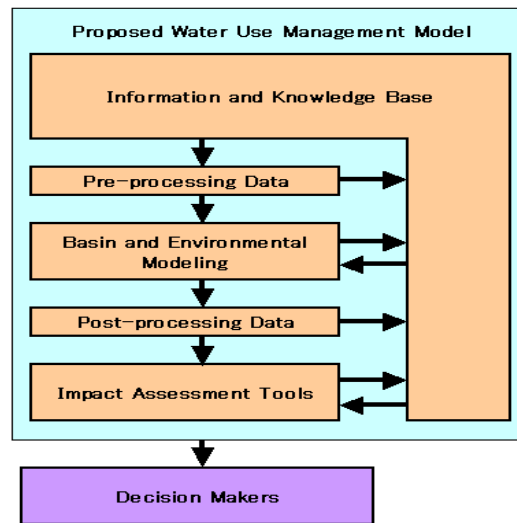 Proposed Water Use Management Model
Information and Knowledge Base
Pre-processing Data
Basin and Environmental
Modeling
Post-processing Data
Impact Assessment Tools
Decision Makers